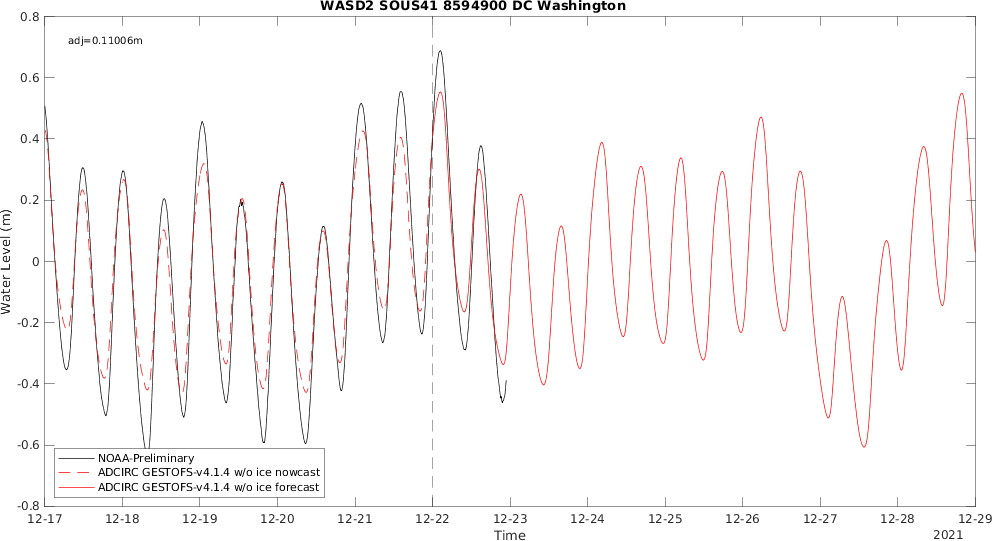 WASD2 SOUS41 8594900 DC Washington
adj=0.11006m
0.8
0.6
0.4
0.2
0
-0.2
-0.4
-0.6
-0.8
Water Level (m)
NOAA-Preliminary
ADCIRC GESTOFS-v4.1.4 w/o ice nowcast
ADCIRC GESTOFS-v4.1.4 w/o ice forecast
12-17 12-18 12-19 12-20 12-21 12-22 12-23 12-24 12-25 12-26 12-27 12-28 12-29
Time
2021